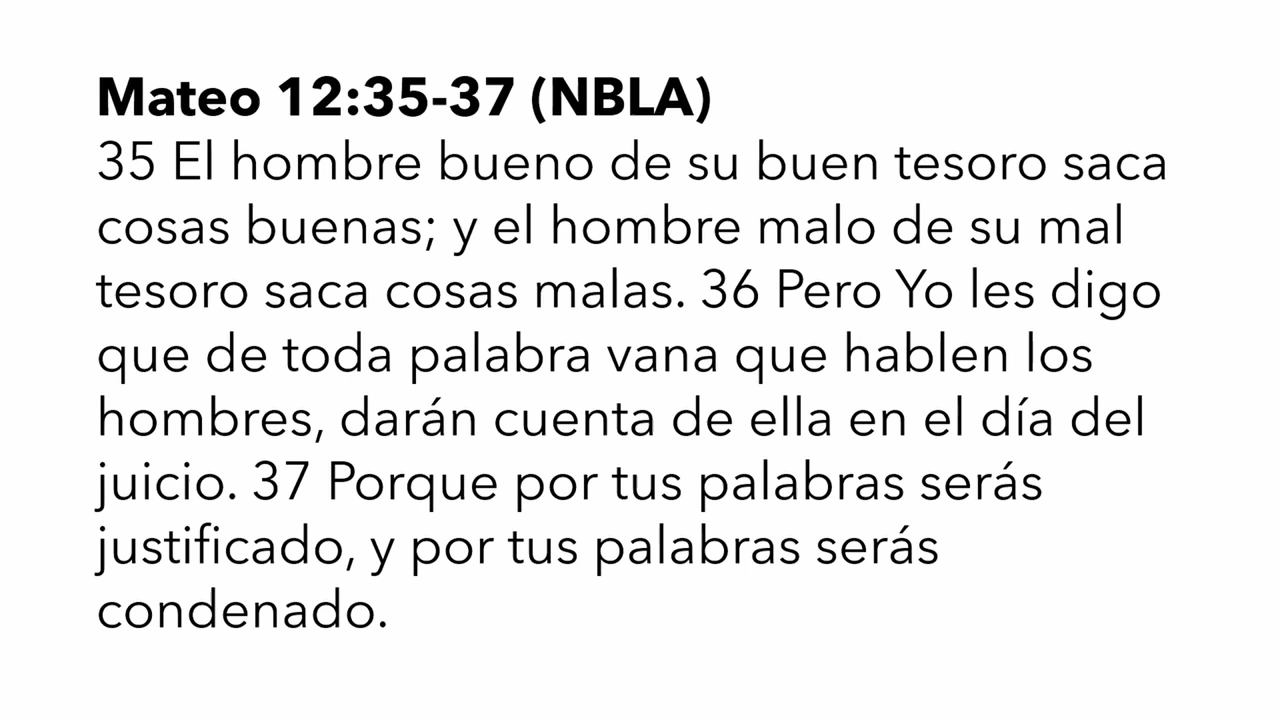 Mateo 12:35-37 (NBLA)
35 El hombre bueno de su buen tesoro saca
cosas buenas; y el hombre malo de su mal
tesoro saca cosas malas. 36 Pero Yo les digo
que de toda palabra vana que hablen los
hombres, darán cuenta de ella en el día del
juicio. 37 Porque por tus palabras serás
justificado, y por tus palabras serás
condenado.